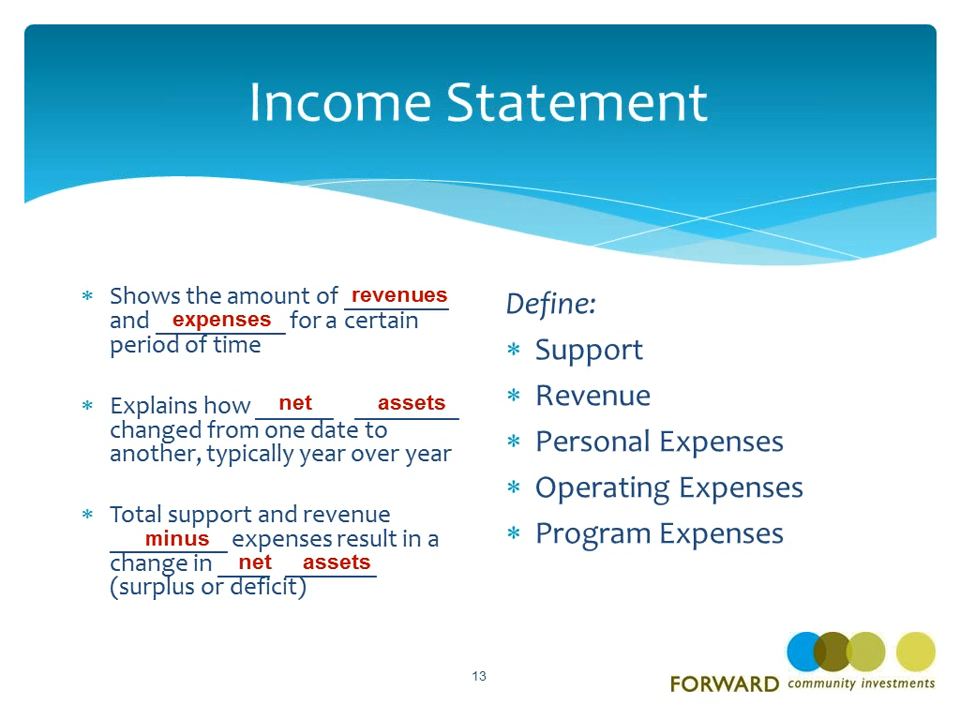 Income Statement
* Shows the amount of revenues
and expenses for a certain
period of time
* Explains how net assets
changed from one date to
another, typically year over year
* Total support and revenue
minus expenses result in a
change in net assets
(surplus or deficit)
Define:
* Support
* Revenue
* Personal Expenses
* Operating Expenses
* Program Expenses
13
FORWARD community investments